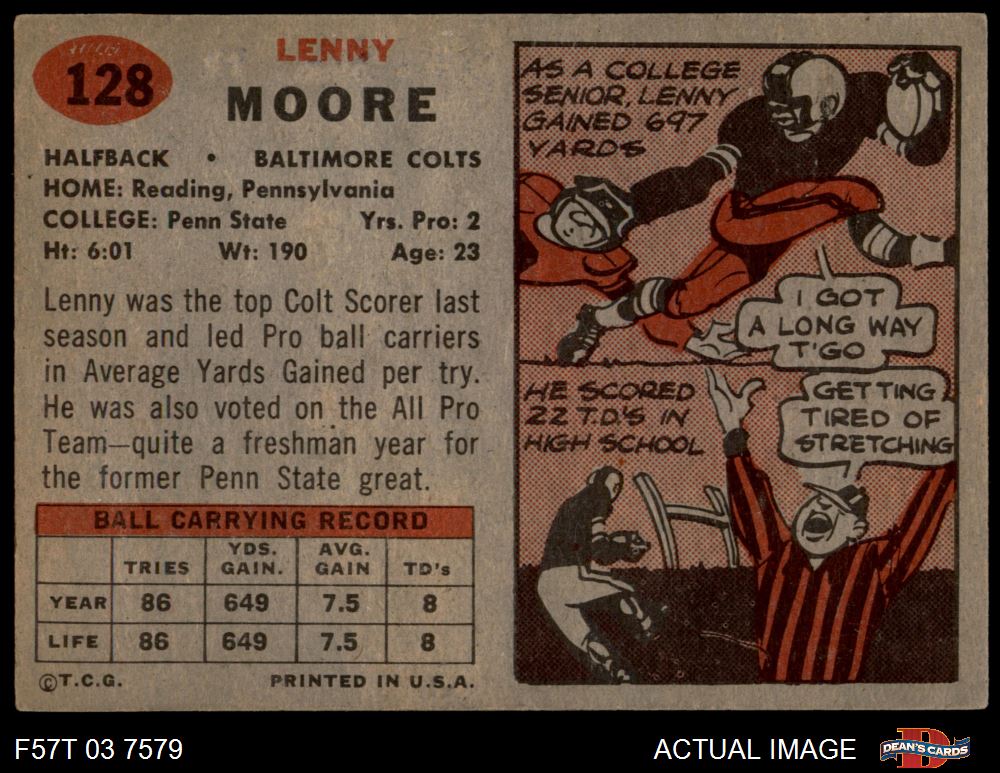 128
LENNY
MOORE
HALFBACK • BALTIMORE COLTS
HOME: Reading, Pennsylvania
COLLEGE: Penn State Yrs. Pro: 2
Ht: 6:01 Wt: 190 Age: 23
Lenny was the top Colt Scorer last
season and led Pro ball carriers
in Average Yards Gained per try.
He was also voted on the All Pro
Team—quite a freshman year for
the former Penn State great.
BALL CARRYING RECORD
TRIES YDS. GAIN. AVG. GAIN TD's
YEAR 86 649 7.5 8
LIFE 86 649 7.5 8
©T.C.G. PRINTED IN U.S.A.
AS A COLLEGE
SENIOR, LENNY
GAINED 697
YARDS
I GOT
A LONG WAY
T'GO
HE SCORED
22 T.D.'S IN
HIGH SCHOOL
GETTING
TIRED OF
STRETCHING
F57T 03 7579
ACTUAL IMAGE
DEAN'S CARDS